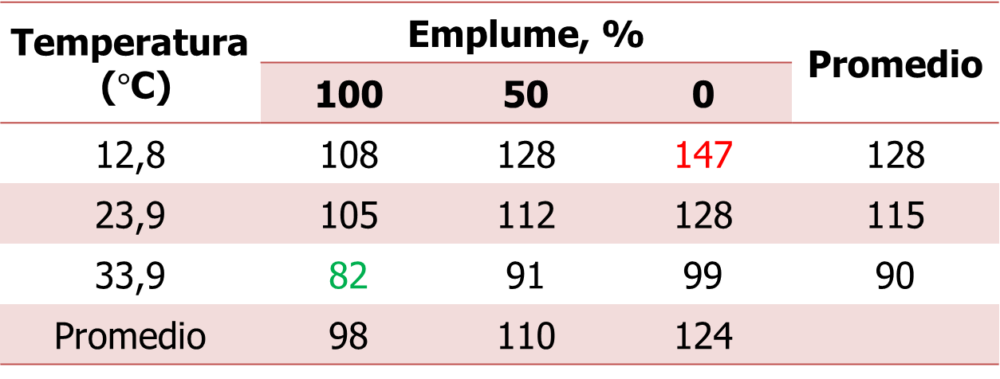 Temperatura (°C) Emplume, % Promedio
100 50 0
12,8 108 128 147 128
23,9 105 112 128 115
33,9 82 91 99 90
Promedio 98 110 124